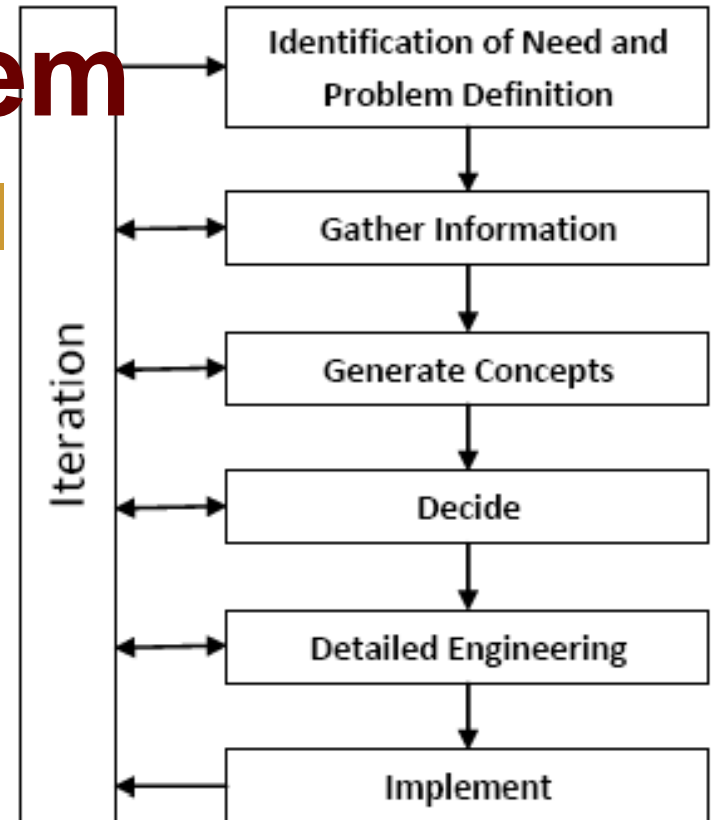 em
Identification of Need and
Problem Definition
Gather Information
Generate Concepts
Iteration
Decide
Detailed Engineering
Implement